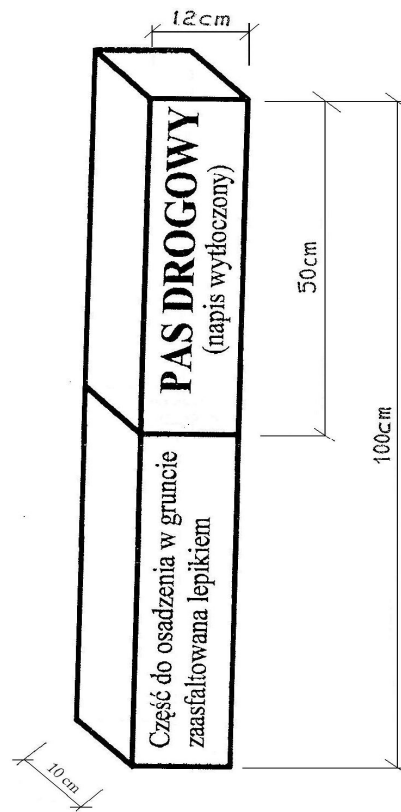 12cm
PAS DROGOWY
(napis wytłoczony)
50cm
100cm
Część do osadzenia w gruncie
zaasfaltowana lepikiem
10 cm